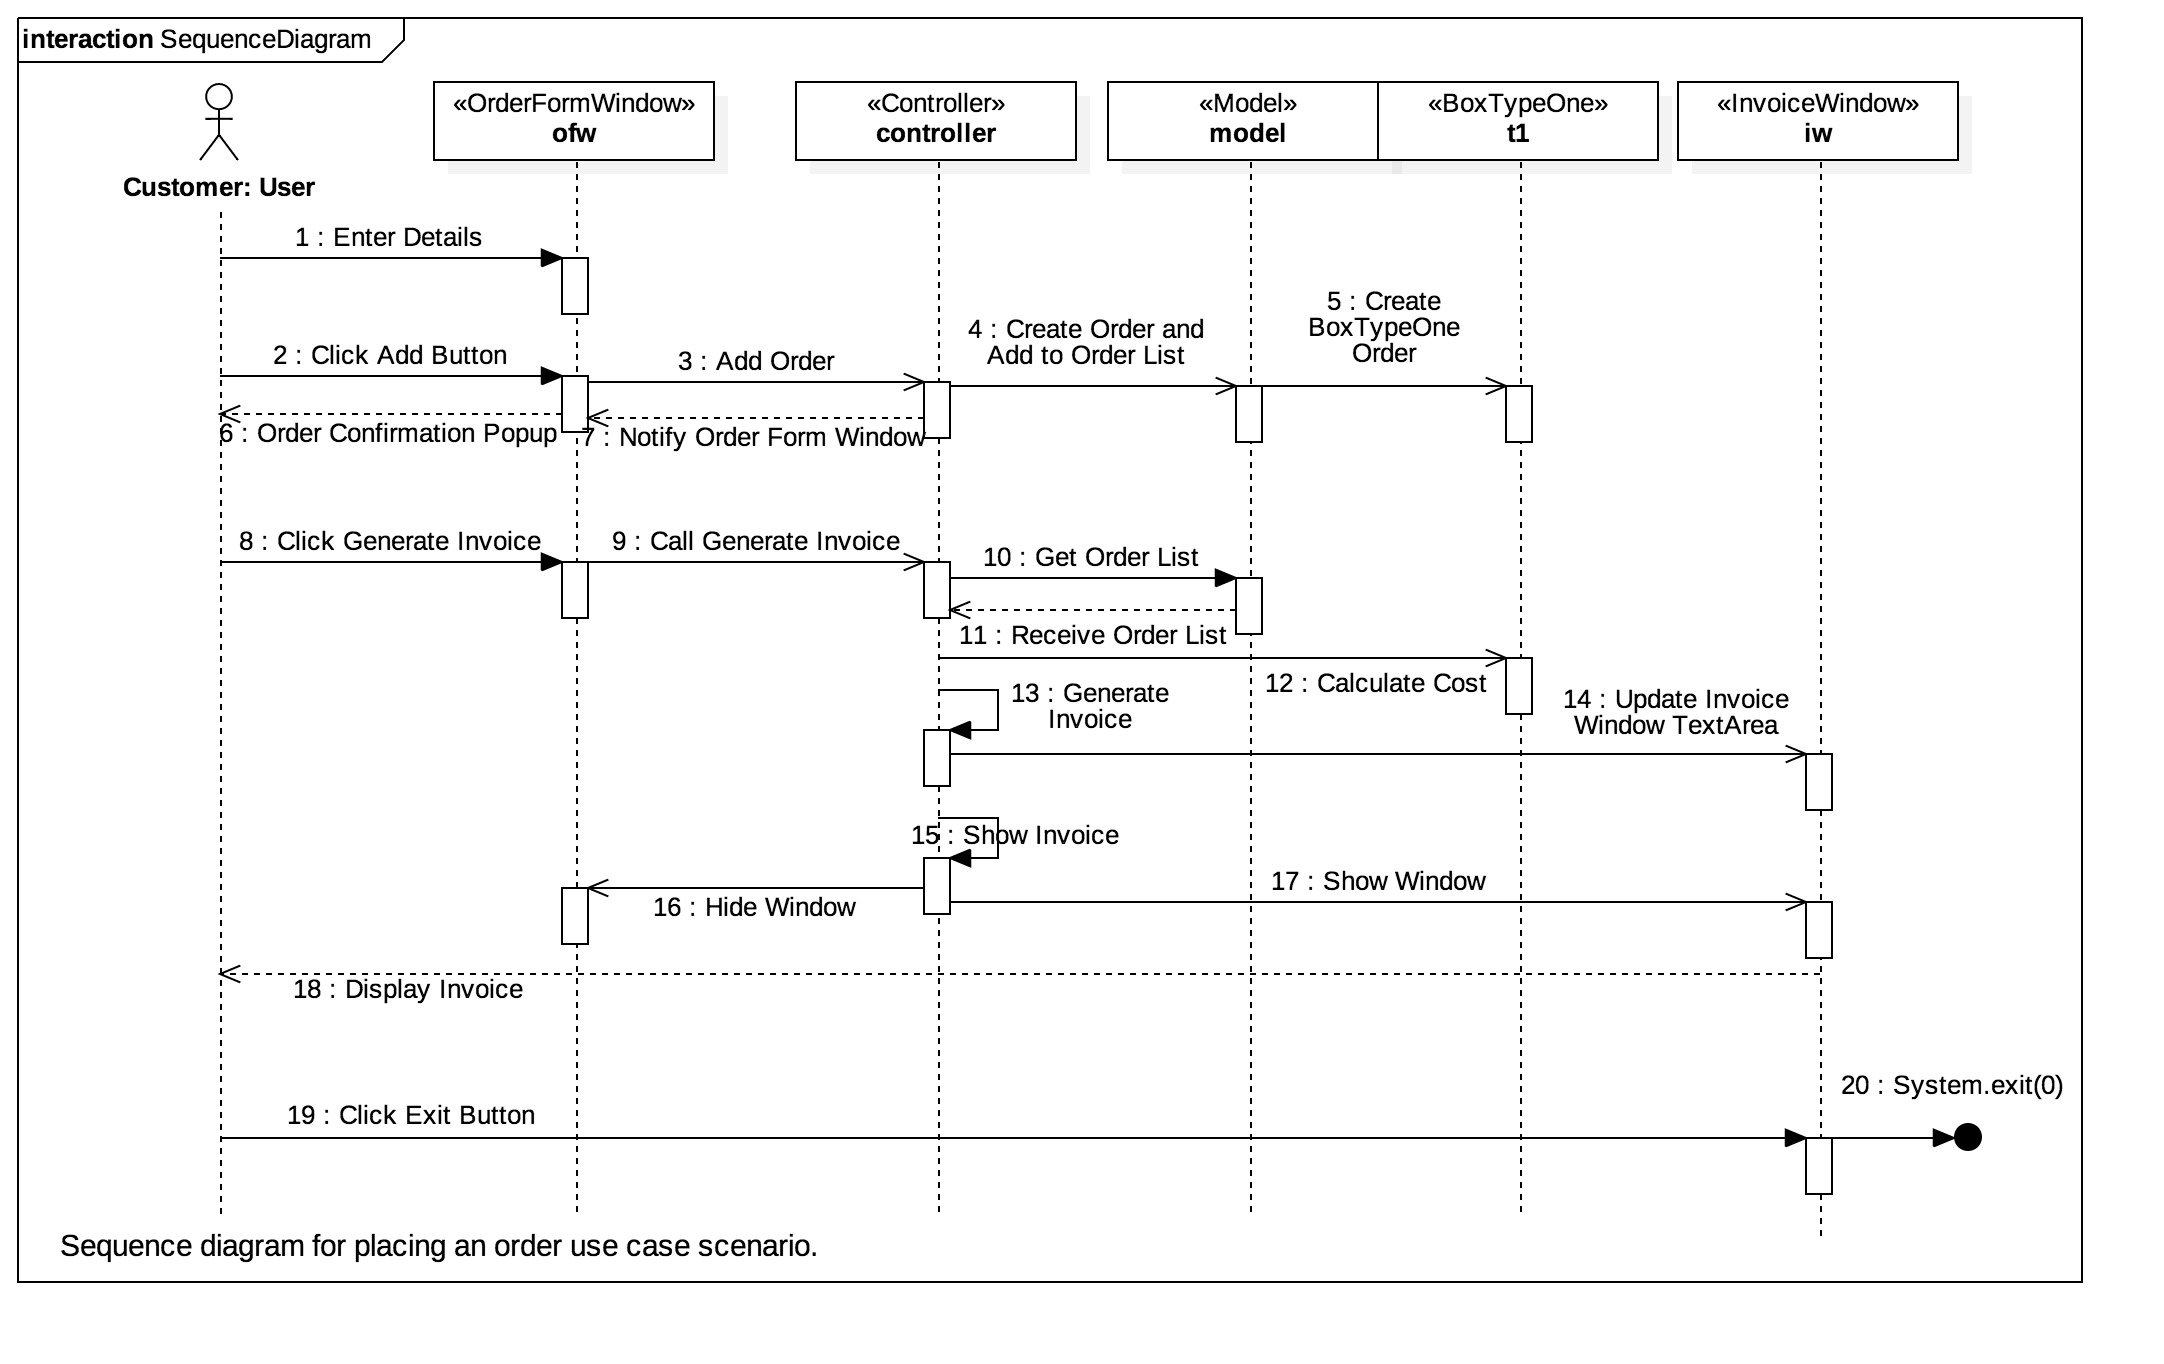 interaction SequenceDiagram
«OrderFormWindow»
ofw
«Controller»
controller
«Model»
model
«BoxTypeOne»
t1
«InvoiceWindow»
iw
Customer: User
1 : Enter Details
2 : Click Add Button
3 : Add Order
4 : Create Order and
Add to Order List
5 : Create
BoxTypeOne
Order
6 : Order Confirmation Popup
7 : Notify Order Form Window
8 : Click Generate Invoice
9 : Call Generate Invoice
10 : Get Order List
11 : Receive Order List
12 : Calculate Cost
13 : Generate
Invoice
14 : Update Invoice
Window TextArea
15 : Show Invoice
16 : Hide Window
17 : Show Window
18 : Display Invoice
19 : Click Exit Button
20 : System.exit(0)
Sequence diagram for placing an order use case scenario.